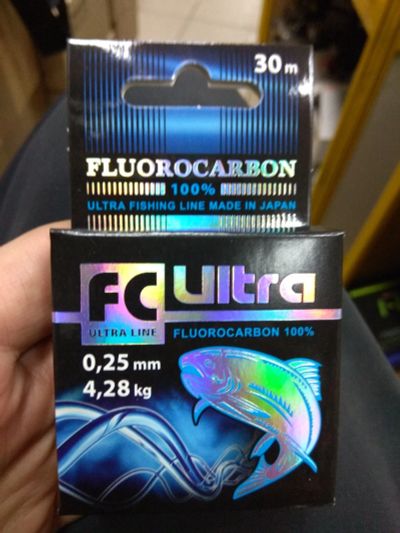 30 m
FLUOROCARBON
100%
ULTRA FISHING LINE MADE IN JAPAN
FC Ultra
ULTRA LINE FLUOROCARBON 100%
0,25 mm
4,28 kg